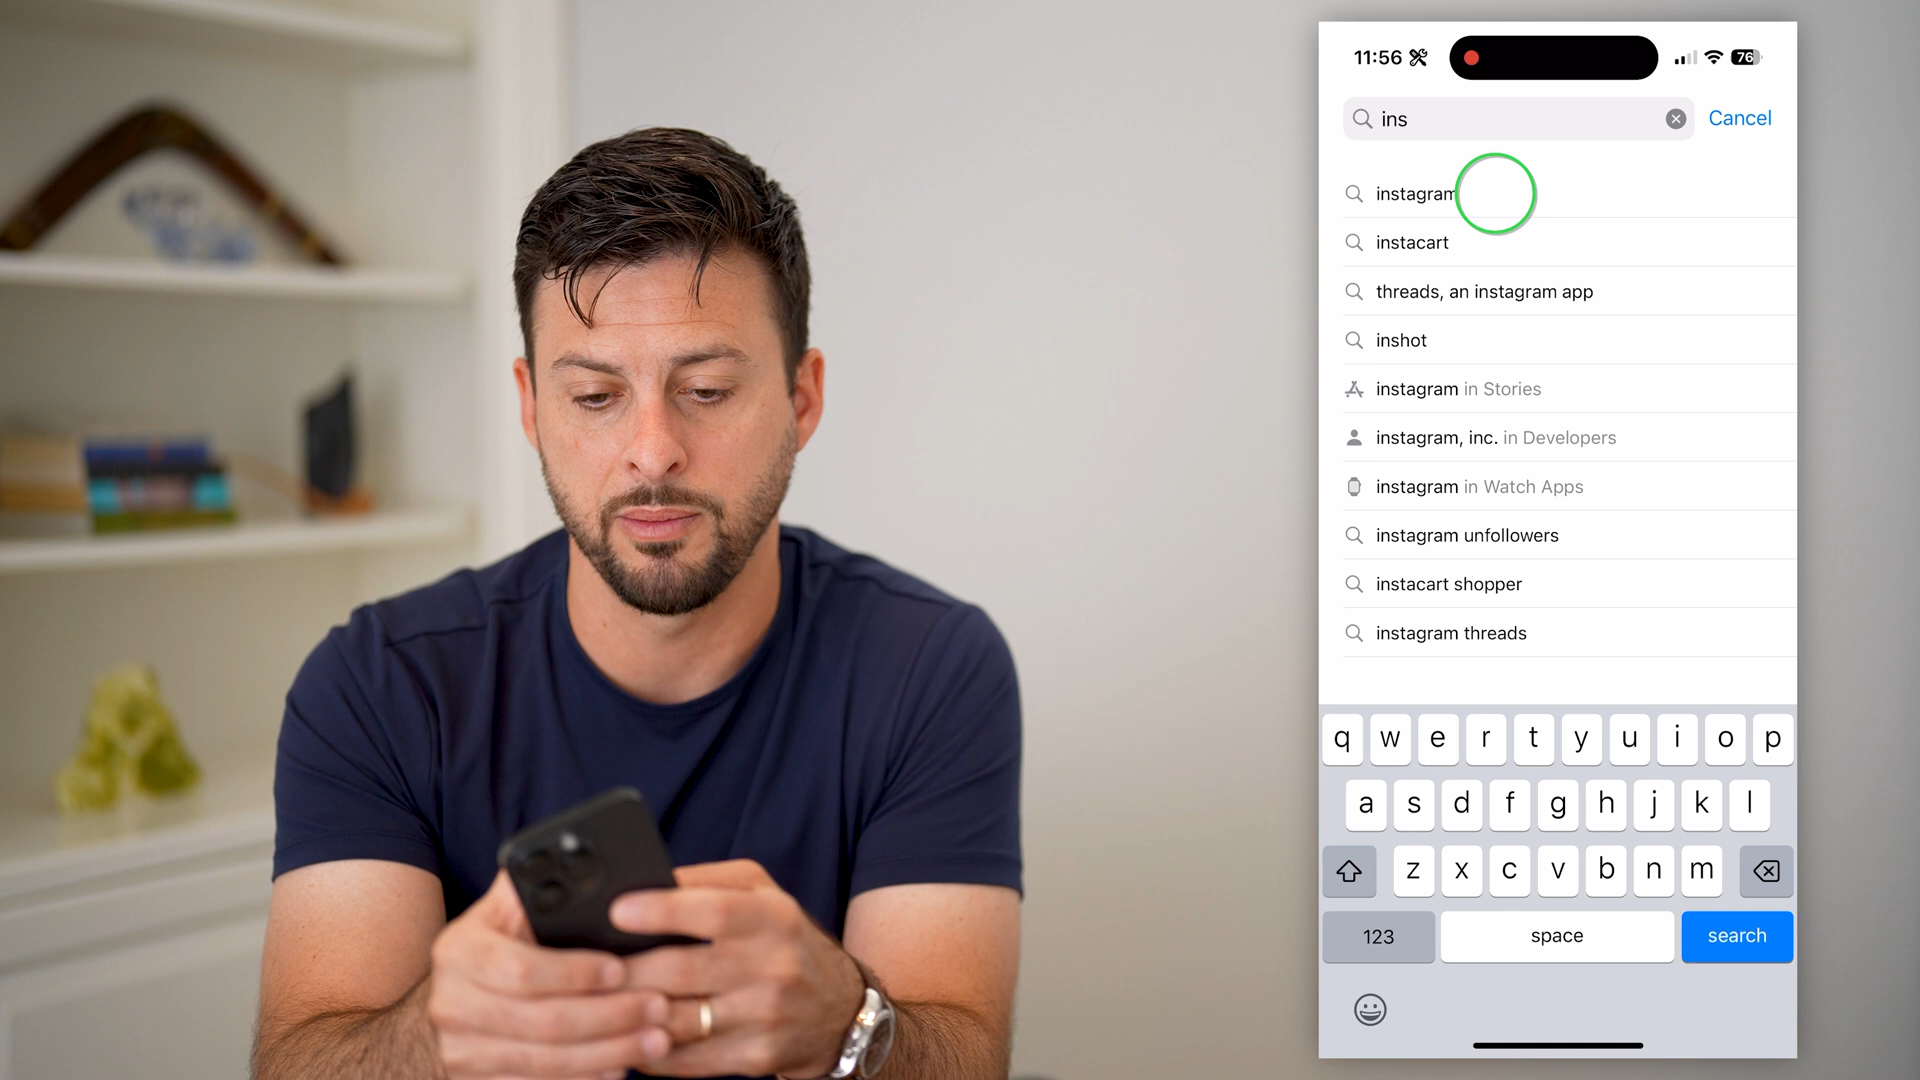 11:56
76
ins
Cancel
instagram
instacart
threads, an instagram app
inshot
instagram in Stories
instagram, inc. in Developers
instagram in Watch Apps
instagram unfollowers
instacart shopper
instagram threads
q w e r t y u i o p
a s d f g h j k l
z x c v b n m
123 space search